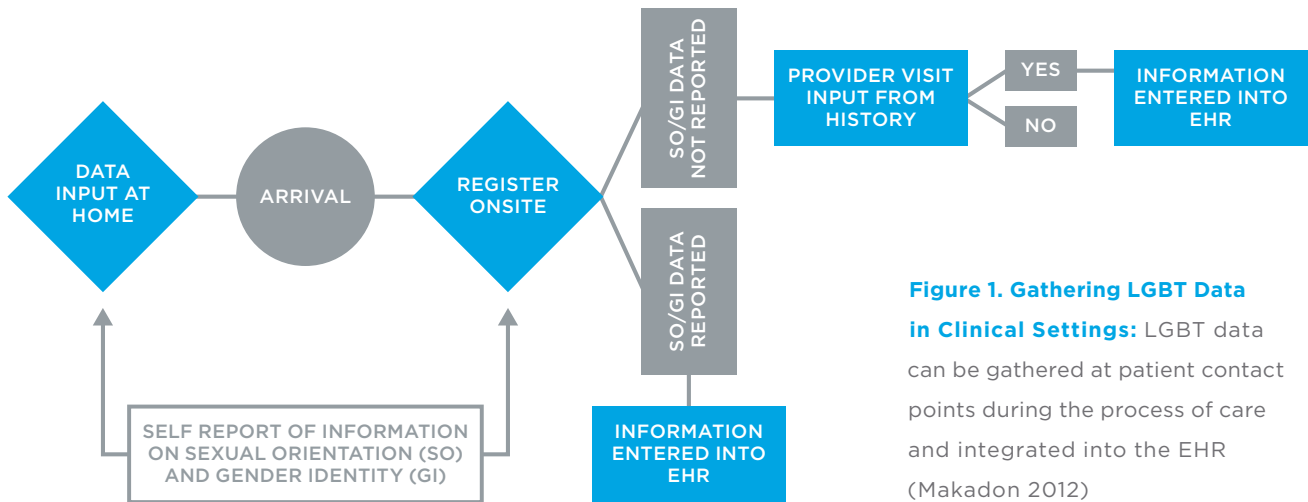 DATA
INPUT AT
HOME
ARRIVAL
REGISTER
ONSITE
SO/GI DATA
NOT REPORTED
PROVIDER VISIT
INPUT FROM
HISTORY
YES
NO
INFORMATION
ENTERED INTO
EHR
SO/GI DATA
REPORTED
INFORMATION
ENTERED INTO
EHR
SELF REPORT OF INFORMATION
ON SEXUAL ORIENTATION (SO)
AND GENDER IDENTITY (GI)
Figure 1. Gathering LGBT Data
in Clinical Settings: LGBT data
can be gathered at patient contact
points during the process of care
and integrated into the EHR
(Makadon 2012)